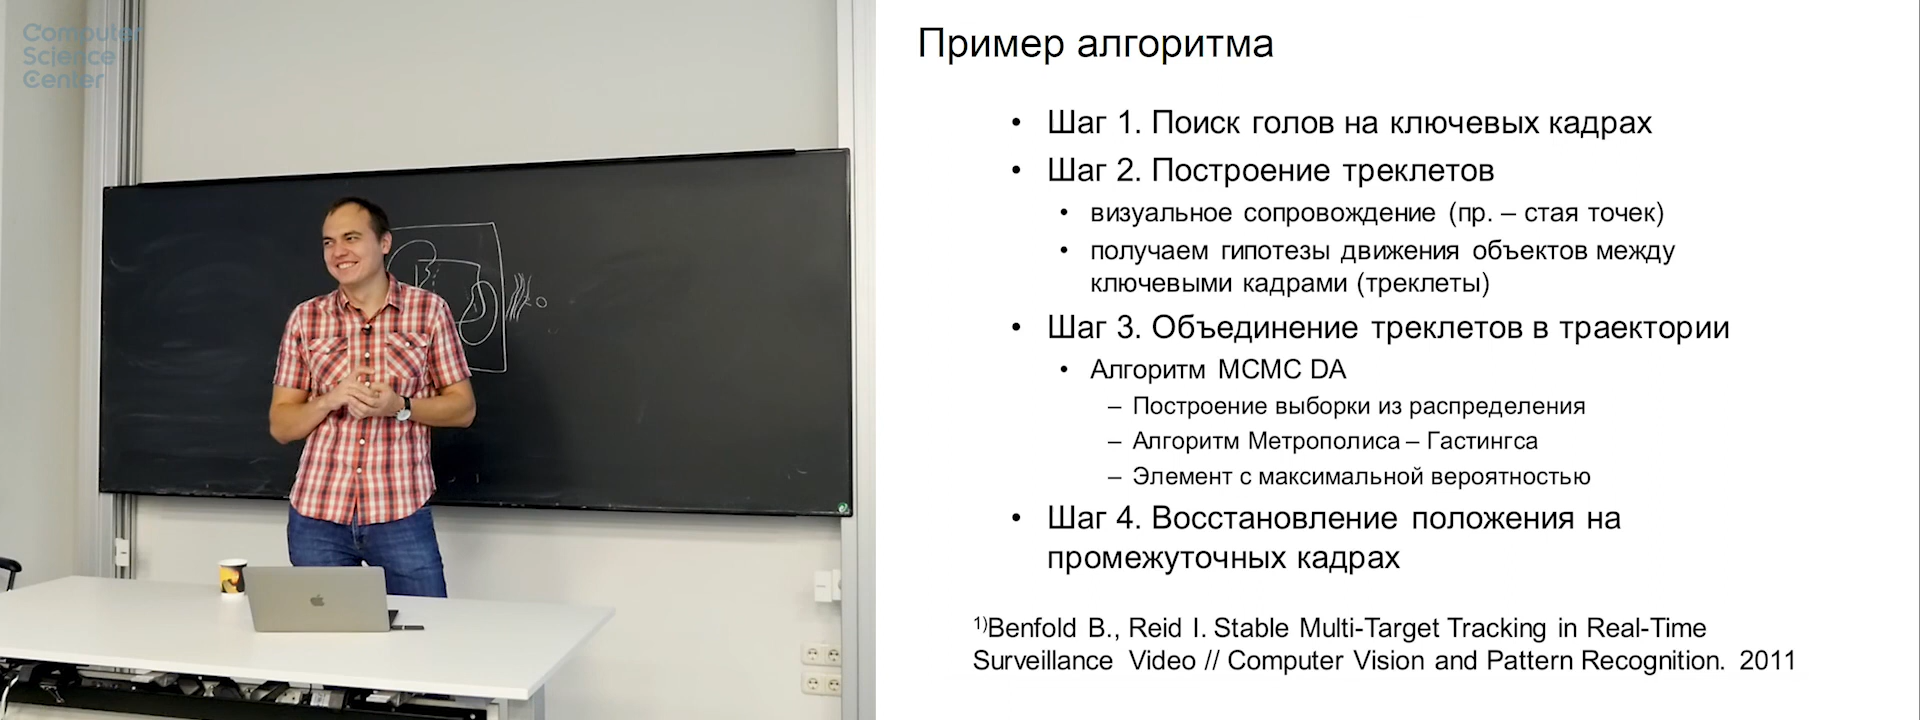 Computer
Science
Center
Пример алгоритма
• Шаг 1. Поиск голов на ключевых кадрах
• Шаг 2. Построение треклетов
• визуальное сопровождение (пр. – стая точек)
• получаем гипотезы движения объектов между
ключевыми кадрами (треклеты)
• Шаг 3. Объединение треклетов в траектории
• Алгоритм MCMC DA
– Построение выборки из распределения
– Алгоритм Метрополиса – Гастингса
– Элемент с максимальной вероятностью
• Шаг 4. Восстановление положения на
промежуточных кадрах
1)Benfold B., Reid I. Stable Multi-Target Tracking in Real-Time
Surveillance Video // Computer Vision and Pattern Recognition. 2011